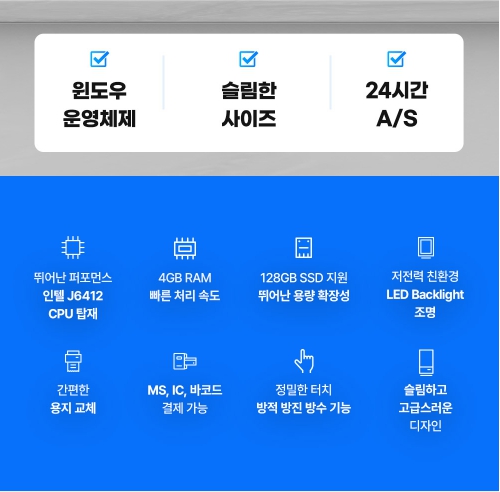 윈도우
운영체제
슬림한
사이즈
24시간
A/S
뛰어난 퍼포먼스
인텔 J6412
CPU 탑재
4GB RAM
빠른 처리 속도
128GB SSD 지원
뛰어난 용량 확장성
저전력 친환경
LED Backlight
조명
간편한
용지 교체
MS, IC, 바코드
결제 가능
정밀한 터치
방적 방진 방수 기능
슬림하고
고급스러운
디자인